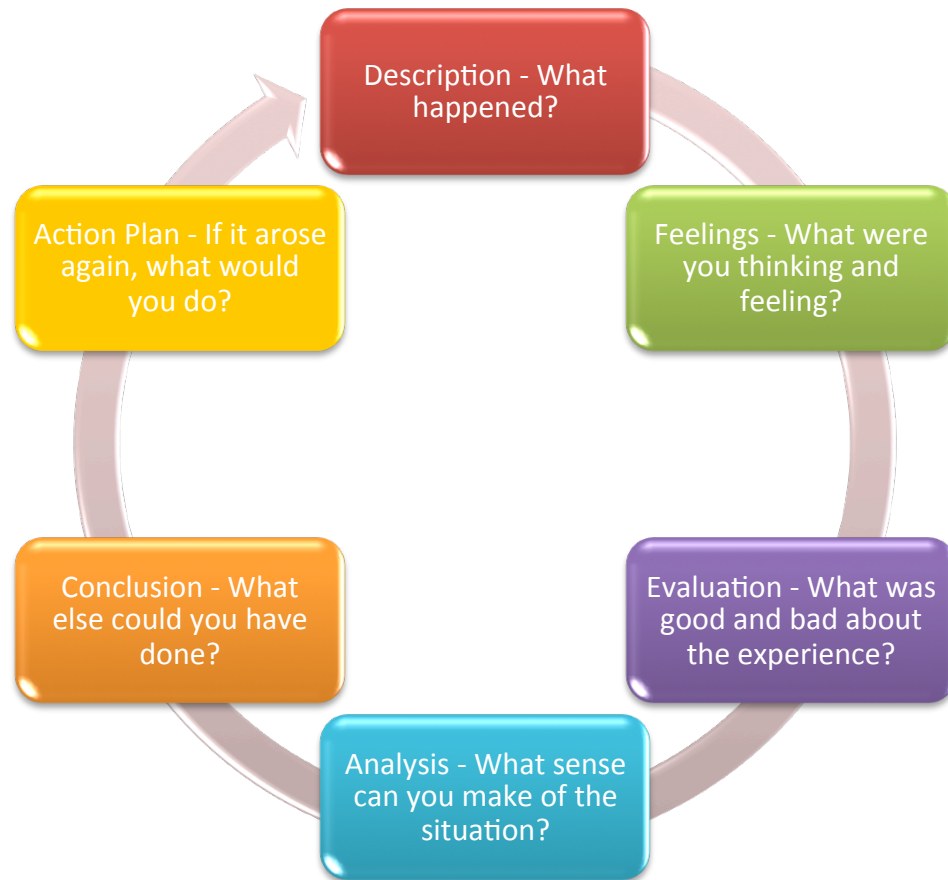 Description - What
happened?
Feelings - What were
you thinking and
feeling?
Evaluation - What was
good and bad about
the experience?
Analysis - What sense
can you make of the
situation?
Conclusion - What
else could you have
done?
Action Plan - If it arose
again, what would
you do?